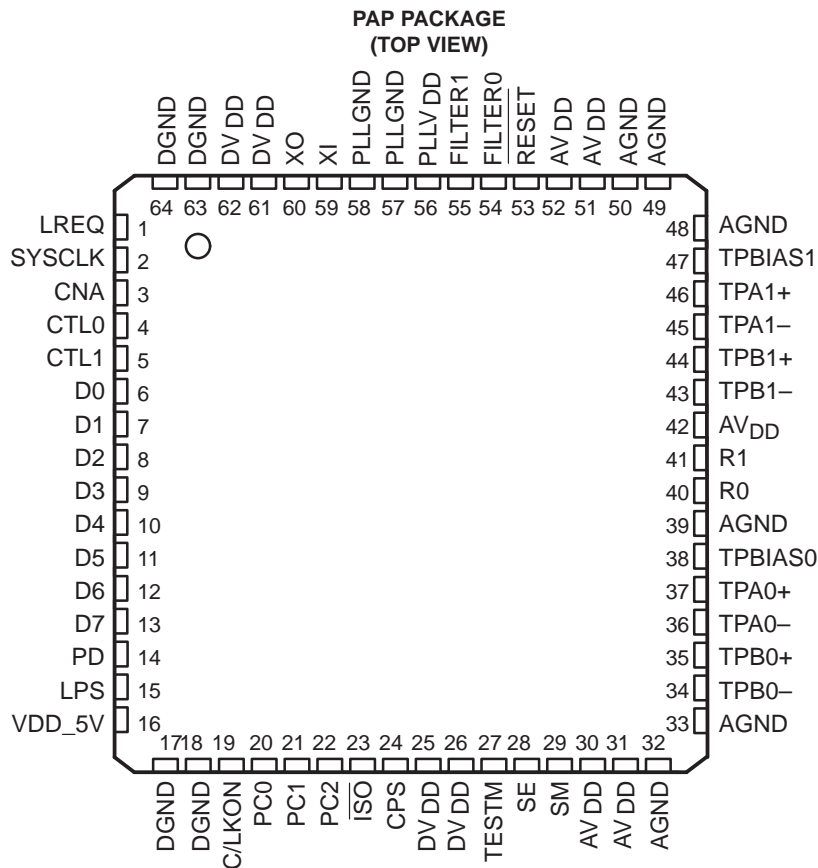 PAP PACKAGE
(TOP VIEW)
DGND DGND DVDD DVDD XO XI PLLGND PLLGND PLLVDD FILTER1 FILTER0 RESET AVDD AVDD AGND AGND
64 63 62 61 60 59 58 57 56 55 54 53 52 51 50 49
LREQ 1 48 AGND
SYSCLK 2 47 TPBIAS1
CNA 3 46 TPA1+
CTL0 4 45 TPA1–
CTL1 5 44 TPB1+
D0 6 43 TPB1–
D1 7 42 AVDD
D2 8 41 R1
D3 9 40 R0
D4 10 39 AGND
D5 11 38 TPBIAS0
D6 12 37 TPA0+
D7 13 36 TPA0–
PD 14 35 TPB0+
LPS 15 34 TPB0–
VDD_5V 16 33 AGND
17 18 19 20 21 22 23 24 25 26 27 28 29 30 31 32
DGND DGND C/LKON PC0 PC1 PC2 ISO CPS DVDD DVDD TESTM SE SM AVDD AVDD AGND